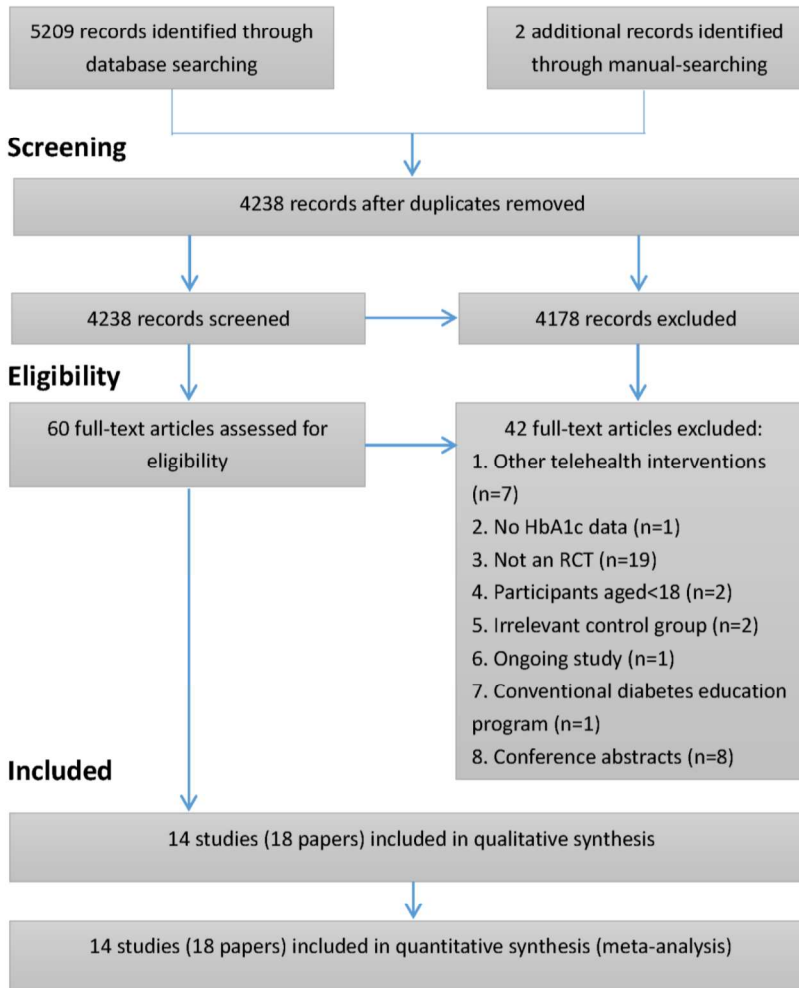 5209 records identified through
database searching
2 additional records identified
through manual-searching
Screening
4238 records after duplicates removed
4238 records screened
4178 records excluded
Eligibility
60 full-text articles assessed for
eligibility
42 full-text articles excluded:
1. Other telehealth interventions
(n=7)
2. No HbA1c data (n=1)
3. Not an RCT (n=19)
4. Participants aged<18 (n=2)
5. Irrelevant control group (n=2)
6. Ongoing study (n=1)
7. Conventional diabetes education
program (n=1)
8. Conference abstracts (n=8)
Included
14 studies (18 papers) included in qualitative synthesis
14 studies (18 papers) included in quantitative synthesis (meta-analysis)